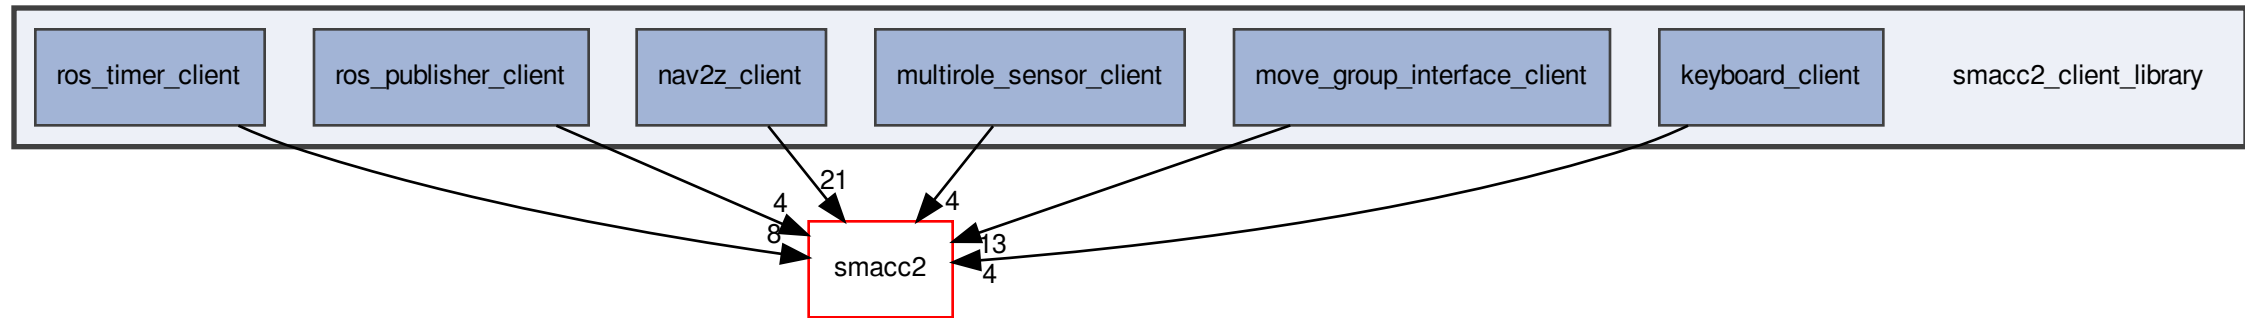 ros_timer_client
ros_publisher_client
nav2z_client
multirole_sensor_client
move_group_interface_client
keyboard_client
smacc2_client_library
21
4
4
8
13
4
smacc2